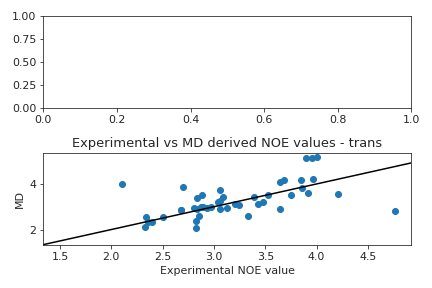 1.00
0.75
0.50
0.25
0.00
0.0 0.2 0.4 0.6 0.8 1.0
Experimental vs MD derived NOE values - trans
4
2
MD
1.5 2.0 2.5 3.0 3.5 4.0 4.5
Experimental NOE value